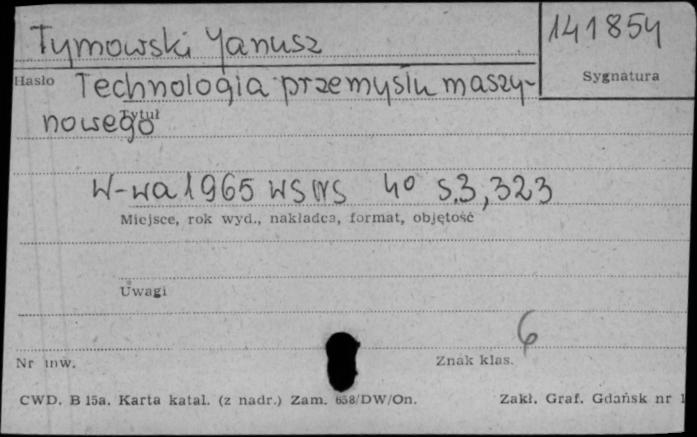 Tymowski Janusz
141854
Hasło
Sygnatura
Technologia przemysłu maszy-
nowego
Tytuł
W-wa 1965 WSNS 4° s.3,323
Miejsce, rok wyd., nakładca, format, objętość
Uwagi
6
Nr inw.
Znak klas.
CWD. B 15a. Karta katal. (z nadr.) Zam. 658/DW/On.
Zakł. Graf. Gdańsk nr 1